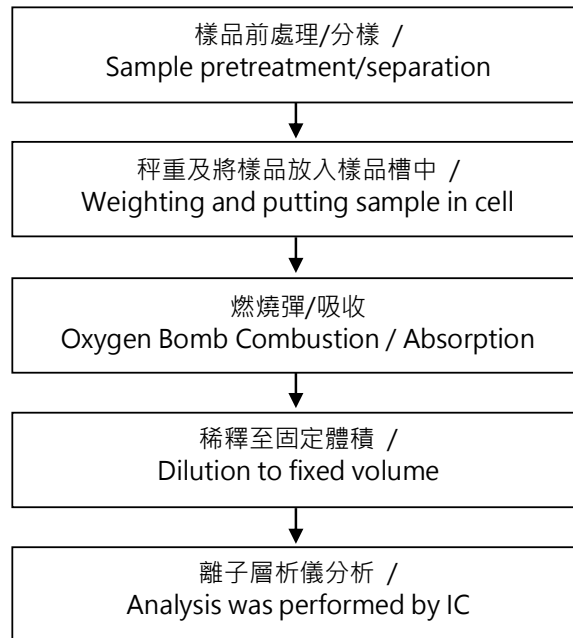 樣品前處理/分樣 /
Sample pretreatment/separation
秤重及將樣品放入樣品槽中 /
Weighting and putting sample in cell
燃燒彈/吸收
Oxygen Bomb Combustion / Absorption
稀釋至固定體積 /
Dilution to fixed volume
離子層析儀分析 /
Analysis was performed by IC